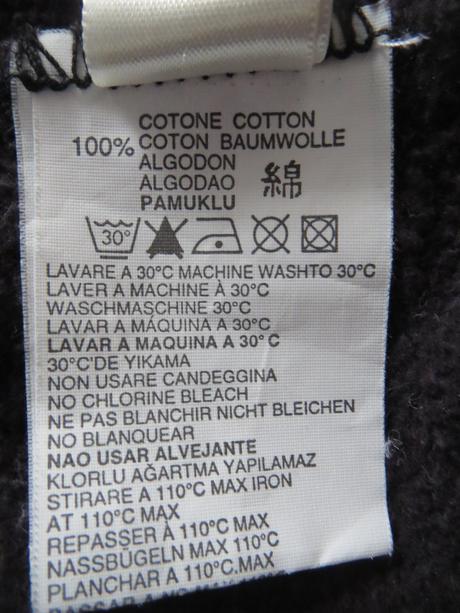 COTONE COTTON
100% COTON BAUMWOLLE
ALGODON
ALGODAO 綿
PAMUKLU
30°
LAVARE A 30°C MACHINE WASHTO 30°C
LAVER A MACHINE À 30°C
WASCHMASCHINE 30°C
LAVAR A MÁQUINA A 30°C
LAVAR A MAQUINA A 30°C
30°C'DE YIKAMA
NON USARE CANDEGGINA
NO CHLORINE BLEACH
NE PAS BLANCHIR NICHT BLEICHEN
NO BLANQUEAR
NAO USAR ALVEJANTE
KLORLU AĞARTMA YAPILAMAZ
STIRARE A 110°C MAX IRON
AT 110°C MAX
REPASSER À 110°C MAX
NASSBÜGELN MAX 110°C
PLANCHAR A 110°C.MAX